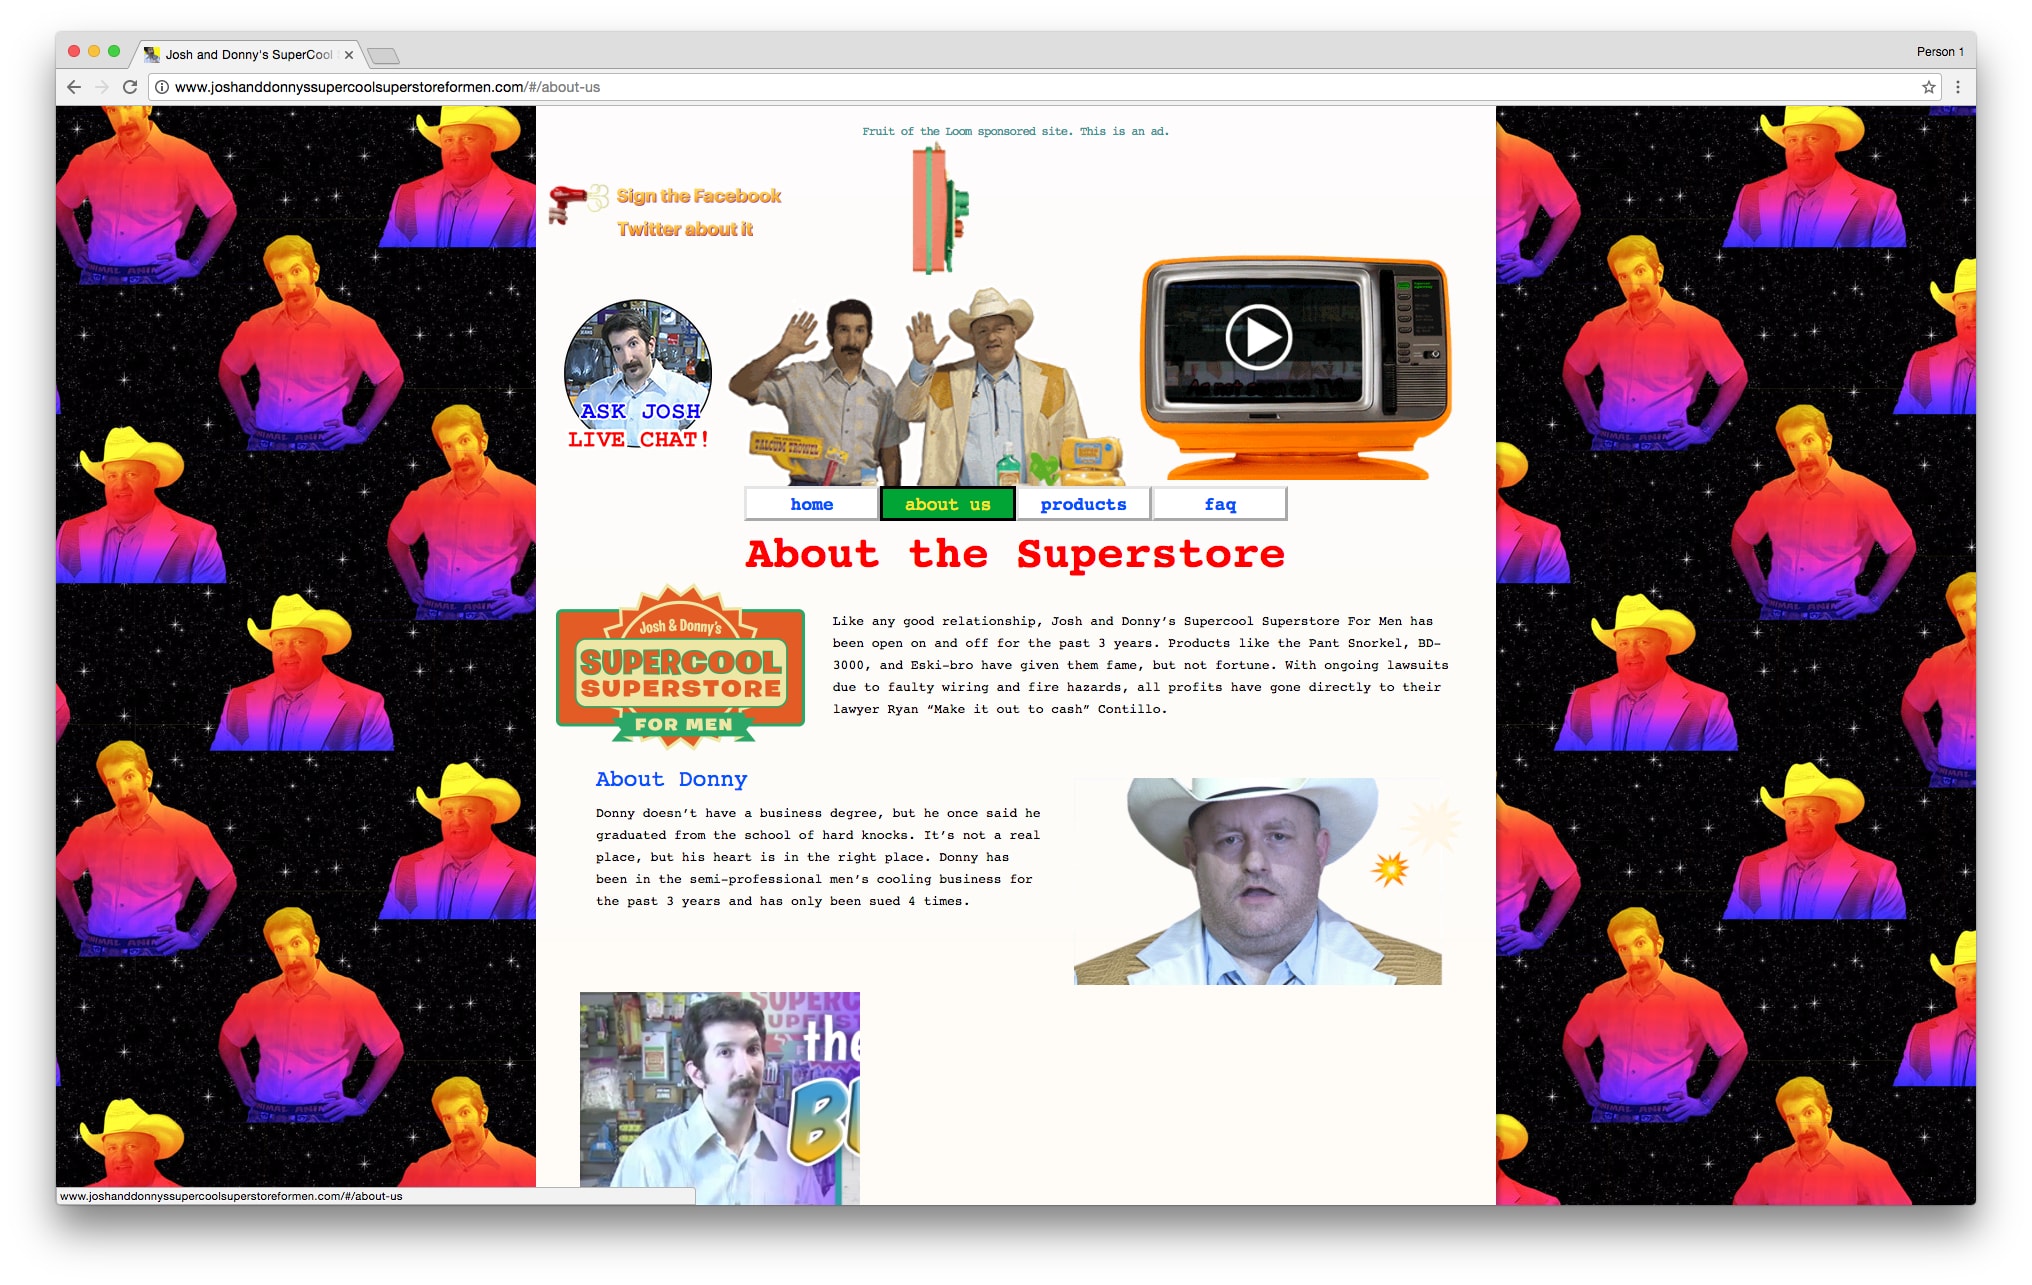 Josh and Donny's SuperCool
Person 1
www.joshanddonnyssupercoolsuperstoreformen.com/#/about-us
Fruit of the Loom sponsored site. This is an ad.
Sign the Facebook
Twitter about it
ASK JOSH
LIVE CHAT!
TALCUM TROWEL
home
about us
products
faq
About the Superstore
Josh & Donny's
SUPERCOOL
SUPERSTORE
FOR MEN
Like any good relationship, Josh and Donny’s Supercool Superstore For Men has
been open on and off for the past 3 years. Products like the Pant Snorkel, BD-
3000, and Eski-bro have given them fame, but not fortune. With ongoing lawsuits
due to faulty wiring and fire hazards, all profits have gone directly to their
lawyer Ryan “Make it out to cash” Contillo.
About Donny
Donny doesn’t have a business degree, but he once said he
graduated from the school of hard knocks. It’s not a real
place, but his heart is in the right place. Donny has
been in the semi-professional men’s cooling business for
the past 3 years and has only been sued 4 times.
SUPERC
UPERST
the
BU
www.joshanddonnyssupercoolsuperstoreformen.com/#/about-us